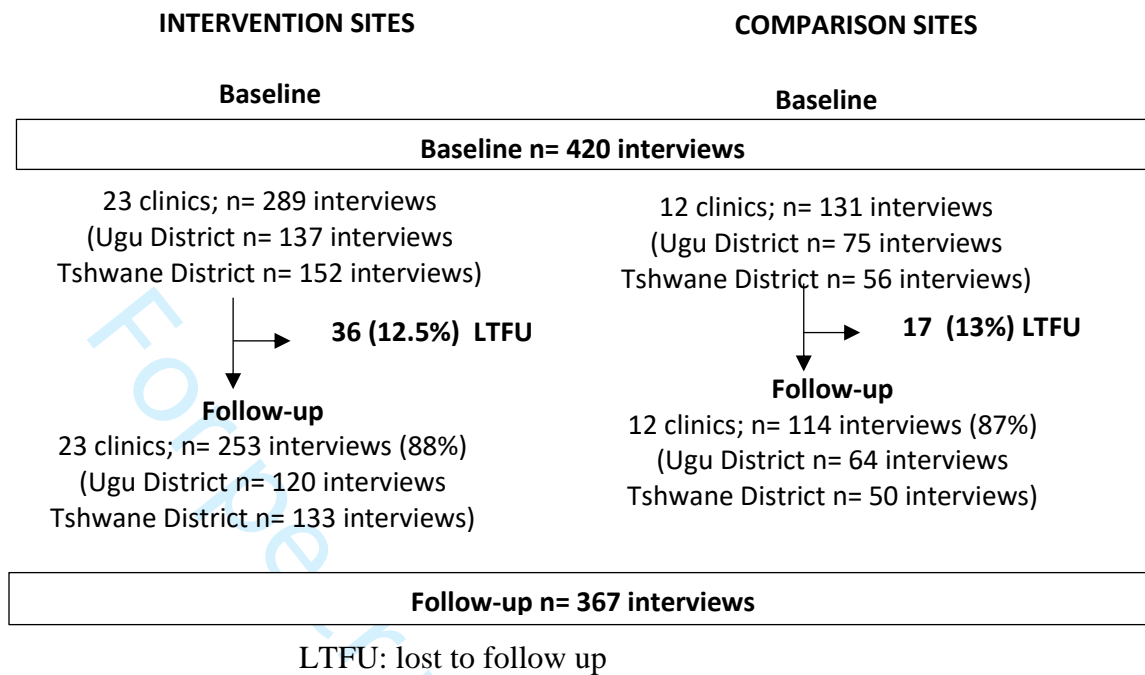 INTERVENTION SITES
COMPARISON SITES
Baseline
Baseline
Baseline n= 420 interviews
23 clinics; n= 289 interviews
(Ugu District n= 137 interviews
Tshwane District n= 152 interviews)
12 clinics; n= 131 interviews
(Ugu District n= 75 interviews
Tshwane District n= 56 interviews)
36 (12.5%) LTFU
17 (13%) LTFU
Follow-up
23 clinics; n= 253 interviews (88%)
(Ugu District n= 120 interviews
Tshwane District n= 133 interviews)
Follow-up
12 clinics; n= 114 interviews (87%)
(Ugu District n= 64 interviews
Tshwane District n= 50 interviews)
Follow-up n= 367 interviews
LTFU: lost to follow up
For